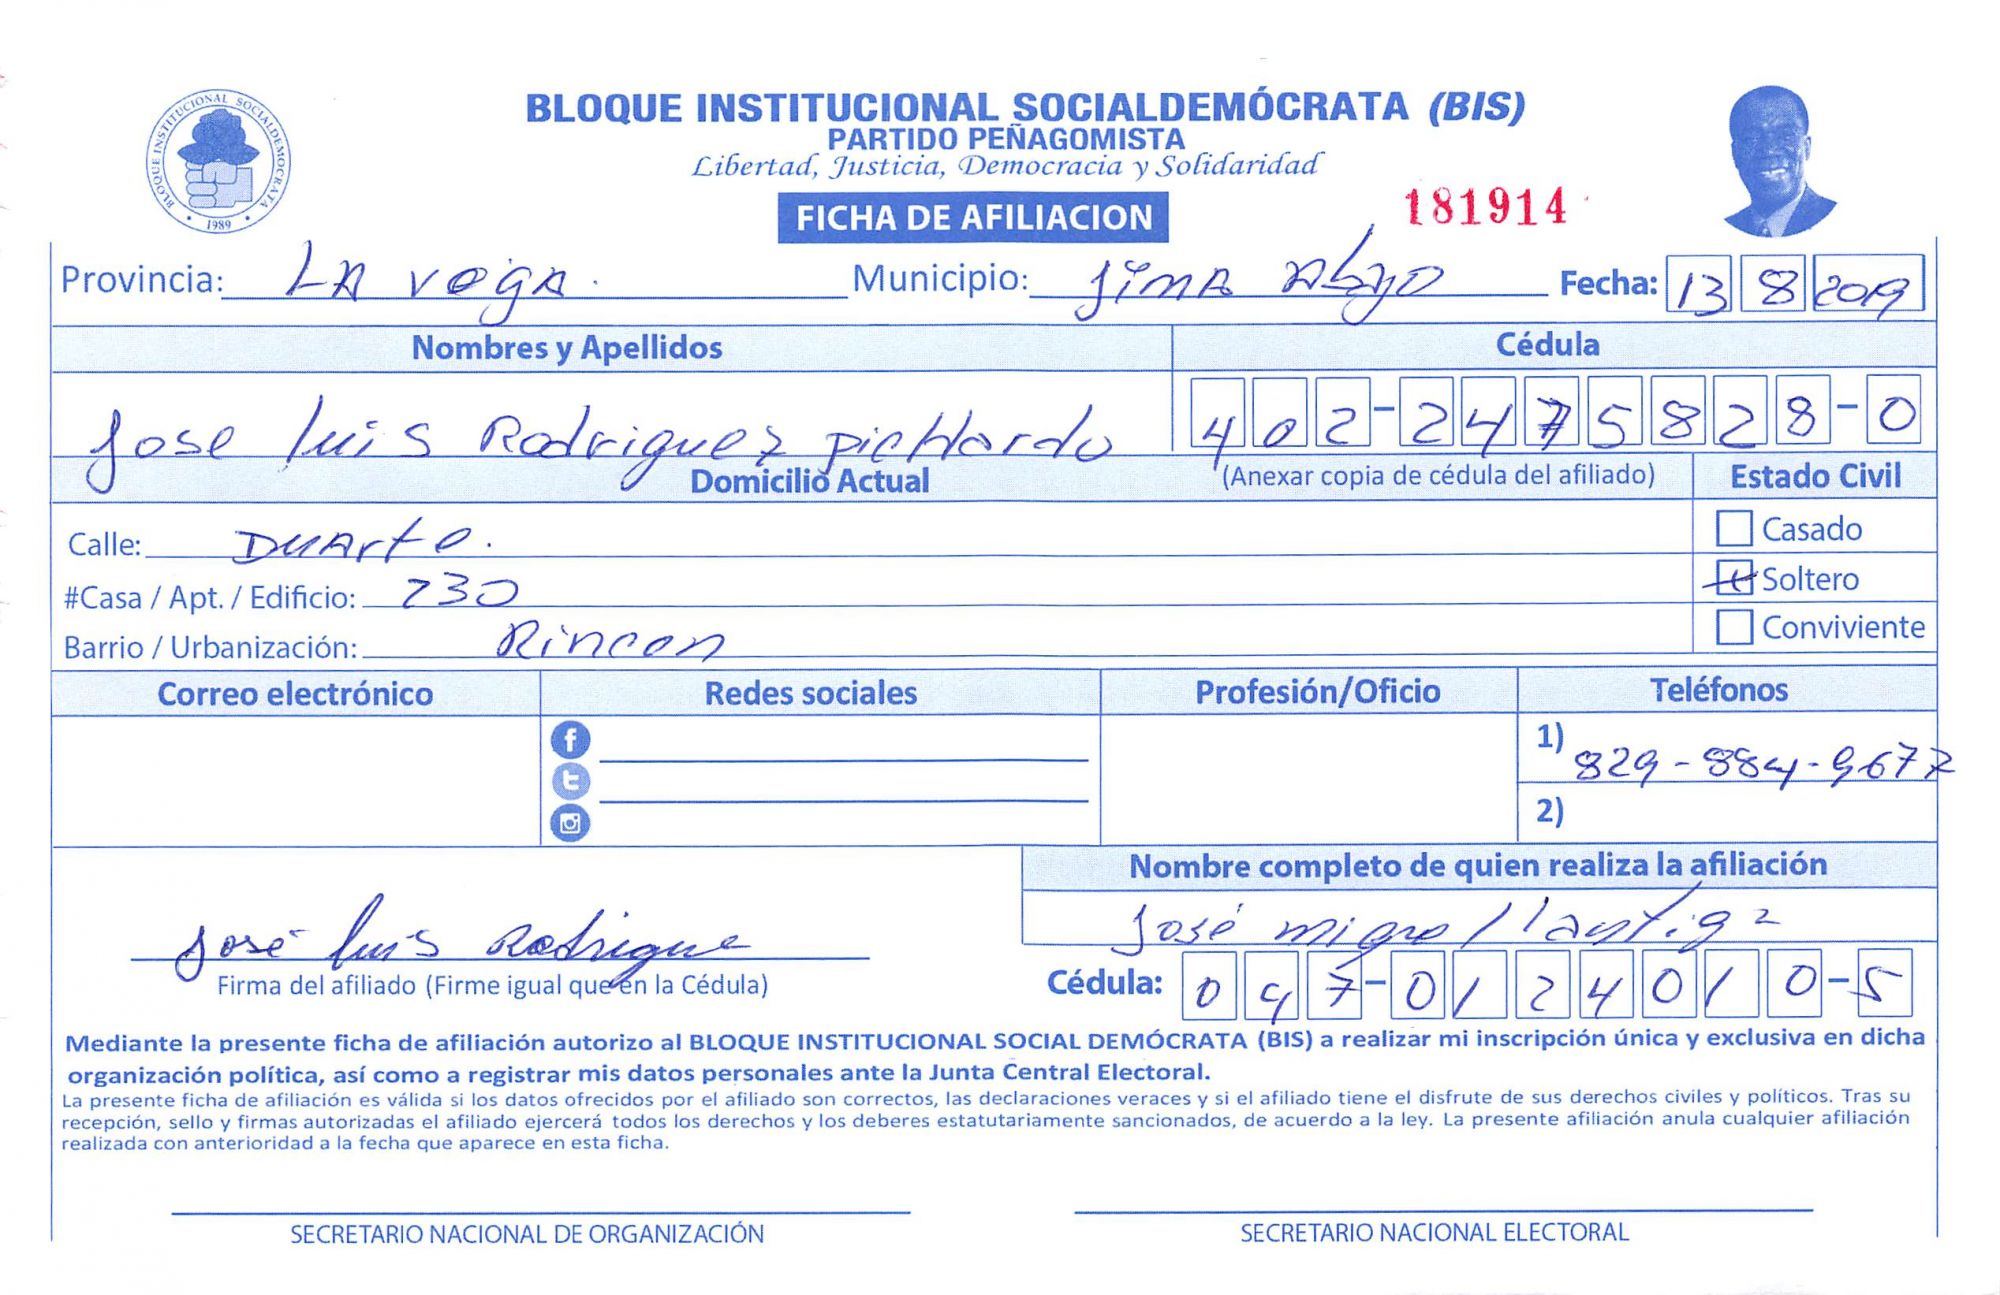 BLOQUE INSTITUCIONAL SOCIALDEMÓCRATA
1989
BLOQUE INSTITUCIONAL SOCIALDEMÓCRATA (BIS)
PARTIDO PEÑAGOMISTA
Libertad, Justicia, Democracia y Solidaridad
FICHA DE AFILIACION
181914
Provincia: LA VegA. Municipio: JimA Abajo Fecha: 13 8 2019
Nombres y Apellidos Cédula
Jose luis Rodriguez picHardo 402-2475828-0
Domicilio Actual (Anexar copia de cédula del afiliado) Estado Civil
Calle: DuArte. Casado
#Casa / Apt. / Edificio: 230 Soltero
Barrio / Urbanización: Rincon Conviviente
Correo electrónico Redes sociales Profesión/Oficio Teléfonos
1) 829-884-9677
2)
Nombre completo de quien realiza la afiliación
José miguel
José luis Rodrigue
Firma del afiliado (Firme igual que en la Cédula) Cédula: 047-0124010-5
Mediante la presente ficha de afiliación autorizo al BLOQUE INSTITUCIONAL SOCIAL DEMÓCRATA (BIS) a realizar mi inscripción única y exclusiva en dicha
organización política, así como a registrar mis datos personales ante la Junta Central Electoral.
La presente ficha de afiliación es válida si los datos ofrecidos por el afiliado son correctos, las declaraciones veraces y si el afiliado tiene el disfrute de sus derechos civiles y políticos. Tras su
recepción, sello y firmas autorizadas el afiliado ejercerá todos los derechos y los deberes estatutariamente sancionados, de acuerdo a la ley. La presente afiliación anula cualquier afiliación
realizada con anterioridad a la fecha que aparece en esta ficha.
SECRETARIO NACIONAL DE ORGANIZACIÓN SECRETARIO NACIONAL ELECTORAL